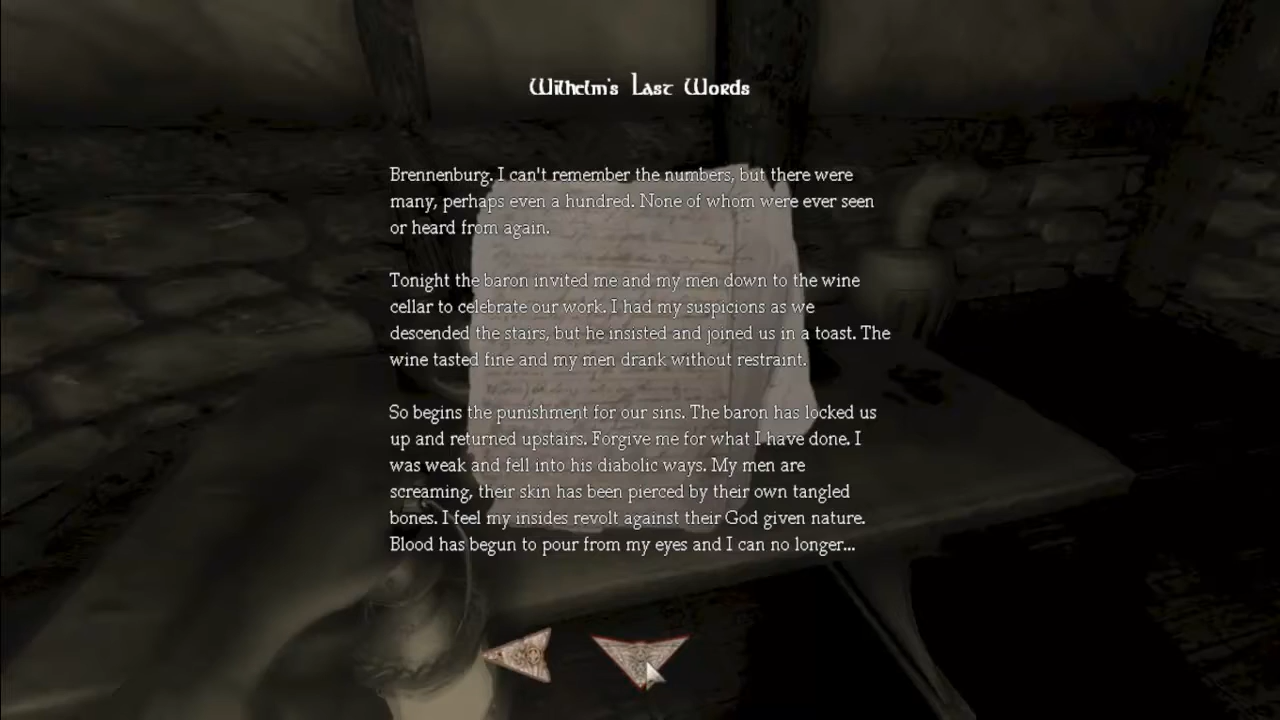 Wilhelm's Last Words
Brennenburg. I can't remember the numbers, but there were
many, perhaps even a hundred. None of whom were ever seen
or heard from again.
Tonight the baron invited me and my men down to the wine
cellar to celebrate our work. I had my suspicions as we
descended the stairs, but he insisted and joined us in a toast. The
wine tasted fine and my men drank without restraint.
So begins the punishment for our sins. The baron has locked us
up and returned upstairs. Forgive me for what I have done. I
was weak and fell into his diabolic ways. My men are
screaming, their skin has been pierced by their own tangled
bones. I feel my insides revolt against their God given nature.
Blood has begun to pour from my eyes and I can no longer...